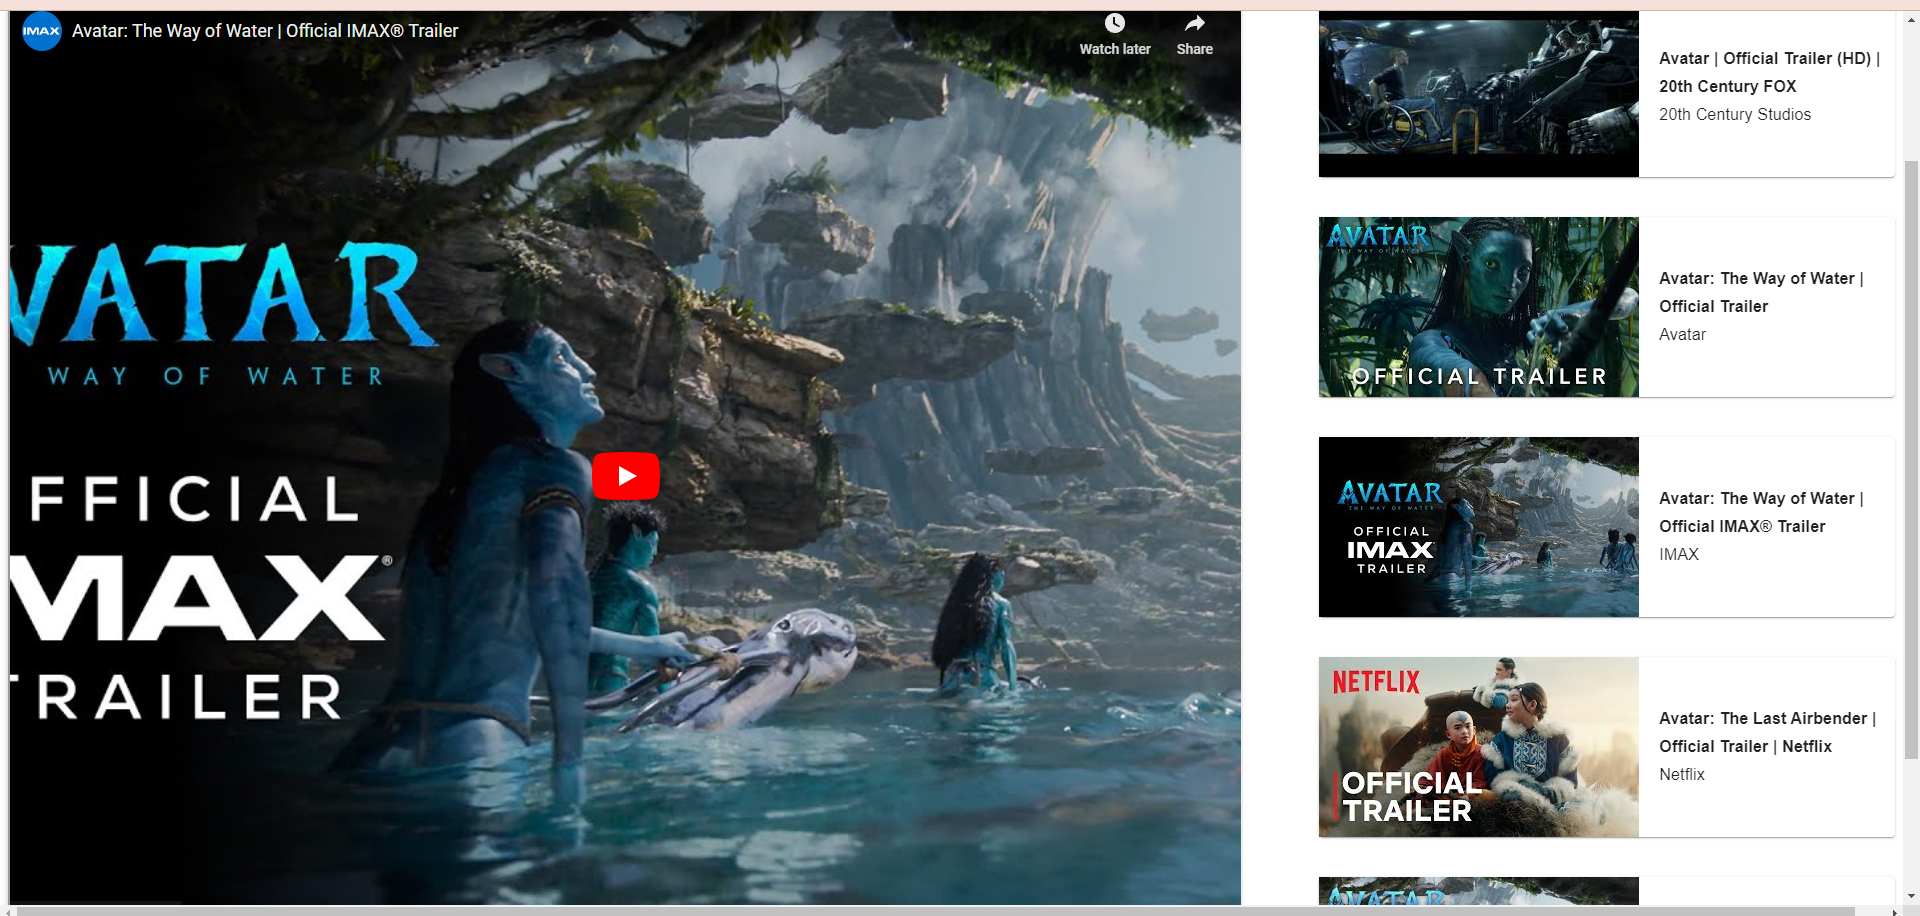 IMAX
Avatar: The Way of Water | Official IMAX® Trailer
Watch later
Share
VATAR
WAY OF WATER
FFICIAL
MAX®
TRAILER
Avatar | Official Trailer (HD) |
20th Century FOX
20th Century Studios
AVATAR
THE WAY OF WATER
OFFICIAL TRAILER
Avatar: The Way of Water |
Official Trailer
Avatar
AVATAR
THE WAY OF WATER
OFFICIAL
IMAX
TRAILER
Avatar: The Way of Water |
Official IMAX® Trailer
IMAX
NETFLIX
OFFICIAL
TRAILER
Avatar: The Last Airbender |
Official Trailer | Netflix
Netflix
AVATAR